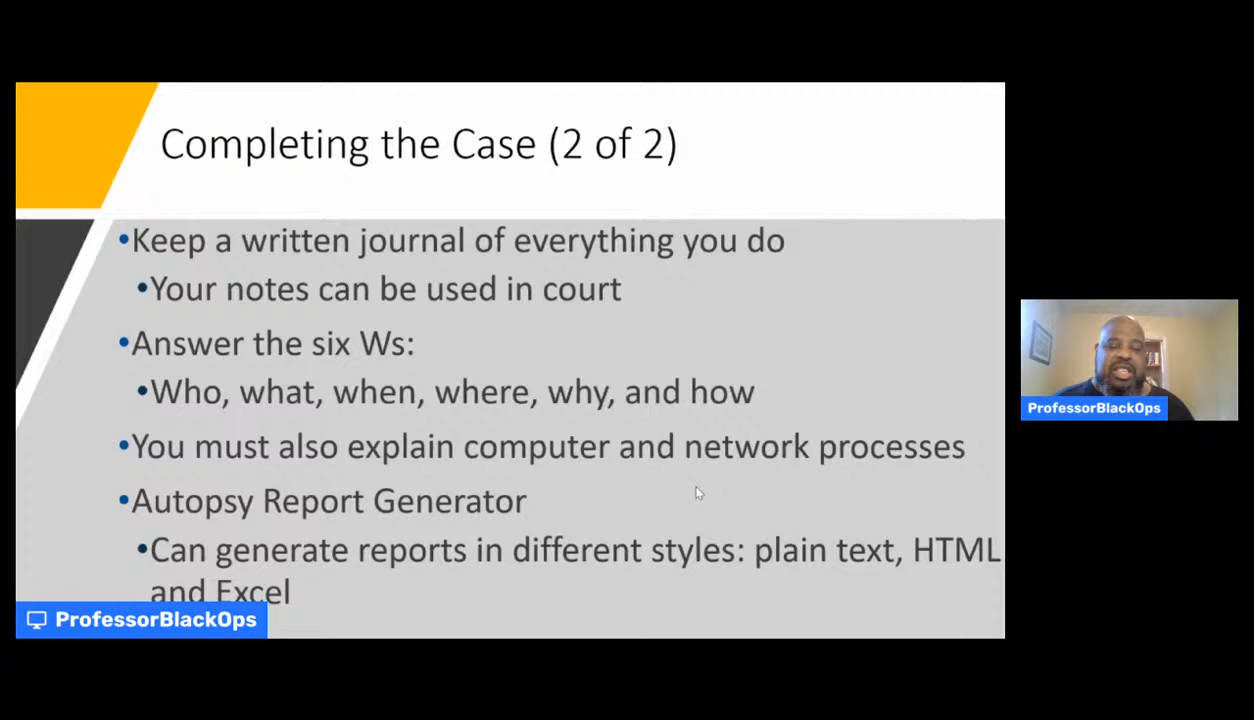 Completing the Case (2 of 2)
•Keep a written journal of everything you do
•Your notes can be used in court
•Answer the six Ws:
•Who, what, when, where, why, and how
•You must also explain computer and network processes
•Autopsy Report Generator
•Can generate reports in different styles: plain text, HTML
and Excel
ProfessorBlackOps
ProfessorBlackOps